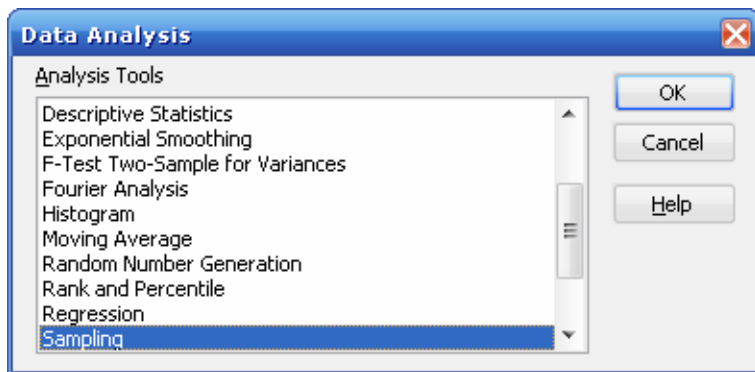 Data Analysis
Analysis Tools
Descriptive Statistics
Exponential Smoothing
F-Test Two-Sample for Variances
Fourier Analysis
Histogram
Moving Average
Random Number Generation
Rank and Percentile
Regression
Sampling
OK
Cancel
Help